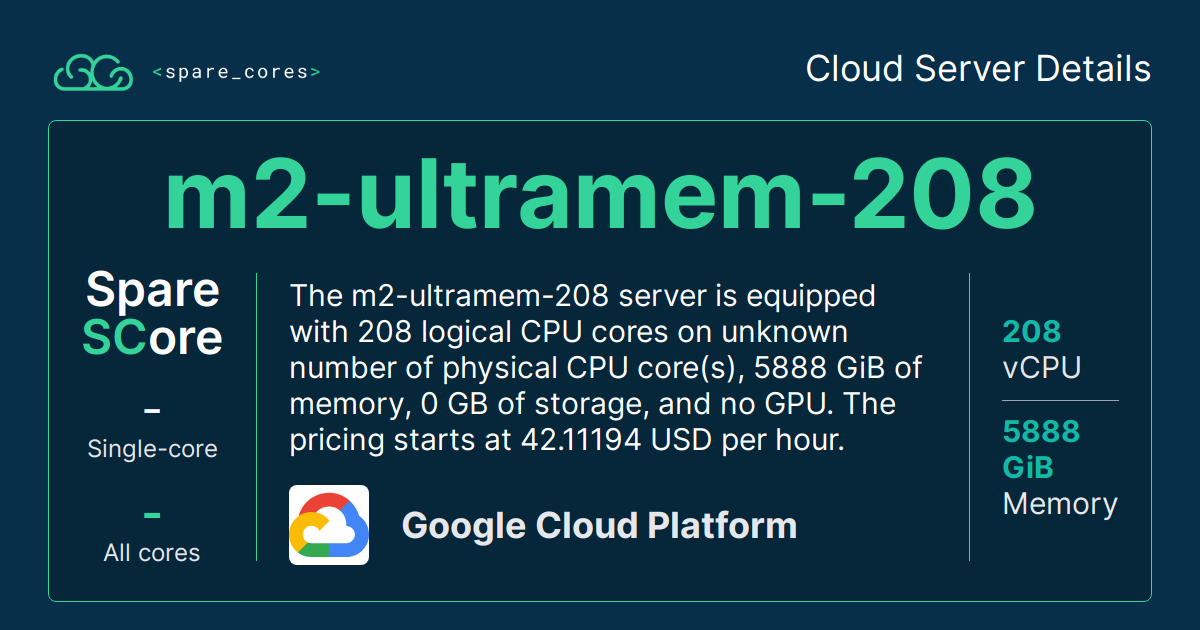 <spare_cores>
Cloud Server Details
m2-ultramem-208
Spare
SCore
–
Single-core
–
All cores
The m2-ultramem-208 server is equipped
with 208 logical CPU cores on unknown
number of physical CPU core(s), 5888 GiB of
memory, 0 GB of storage, and no GPU. The
pricing starts at 42.11194 USD per hour.
Google Cloud Platform
208
vCPU
5888
GiB
Memory